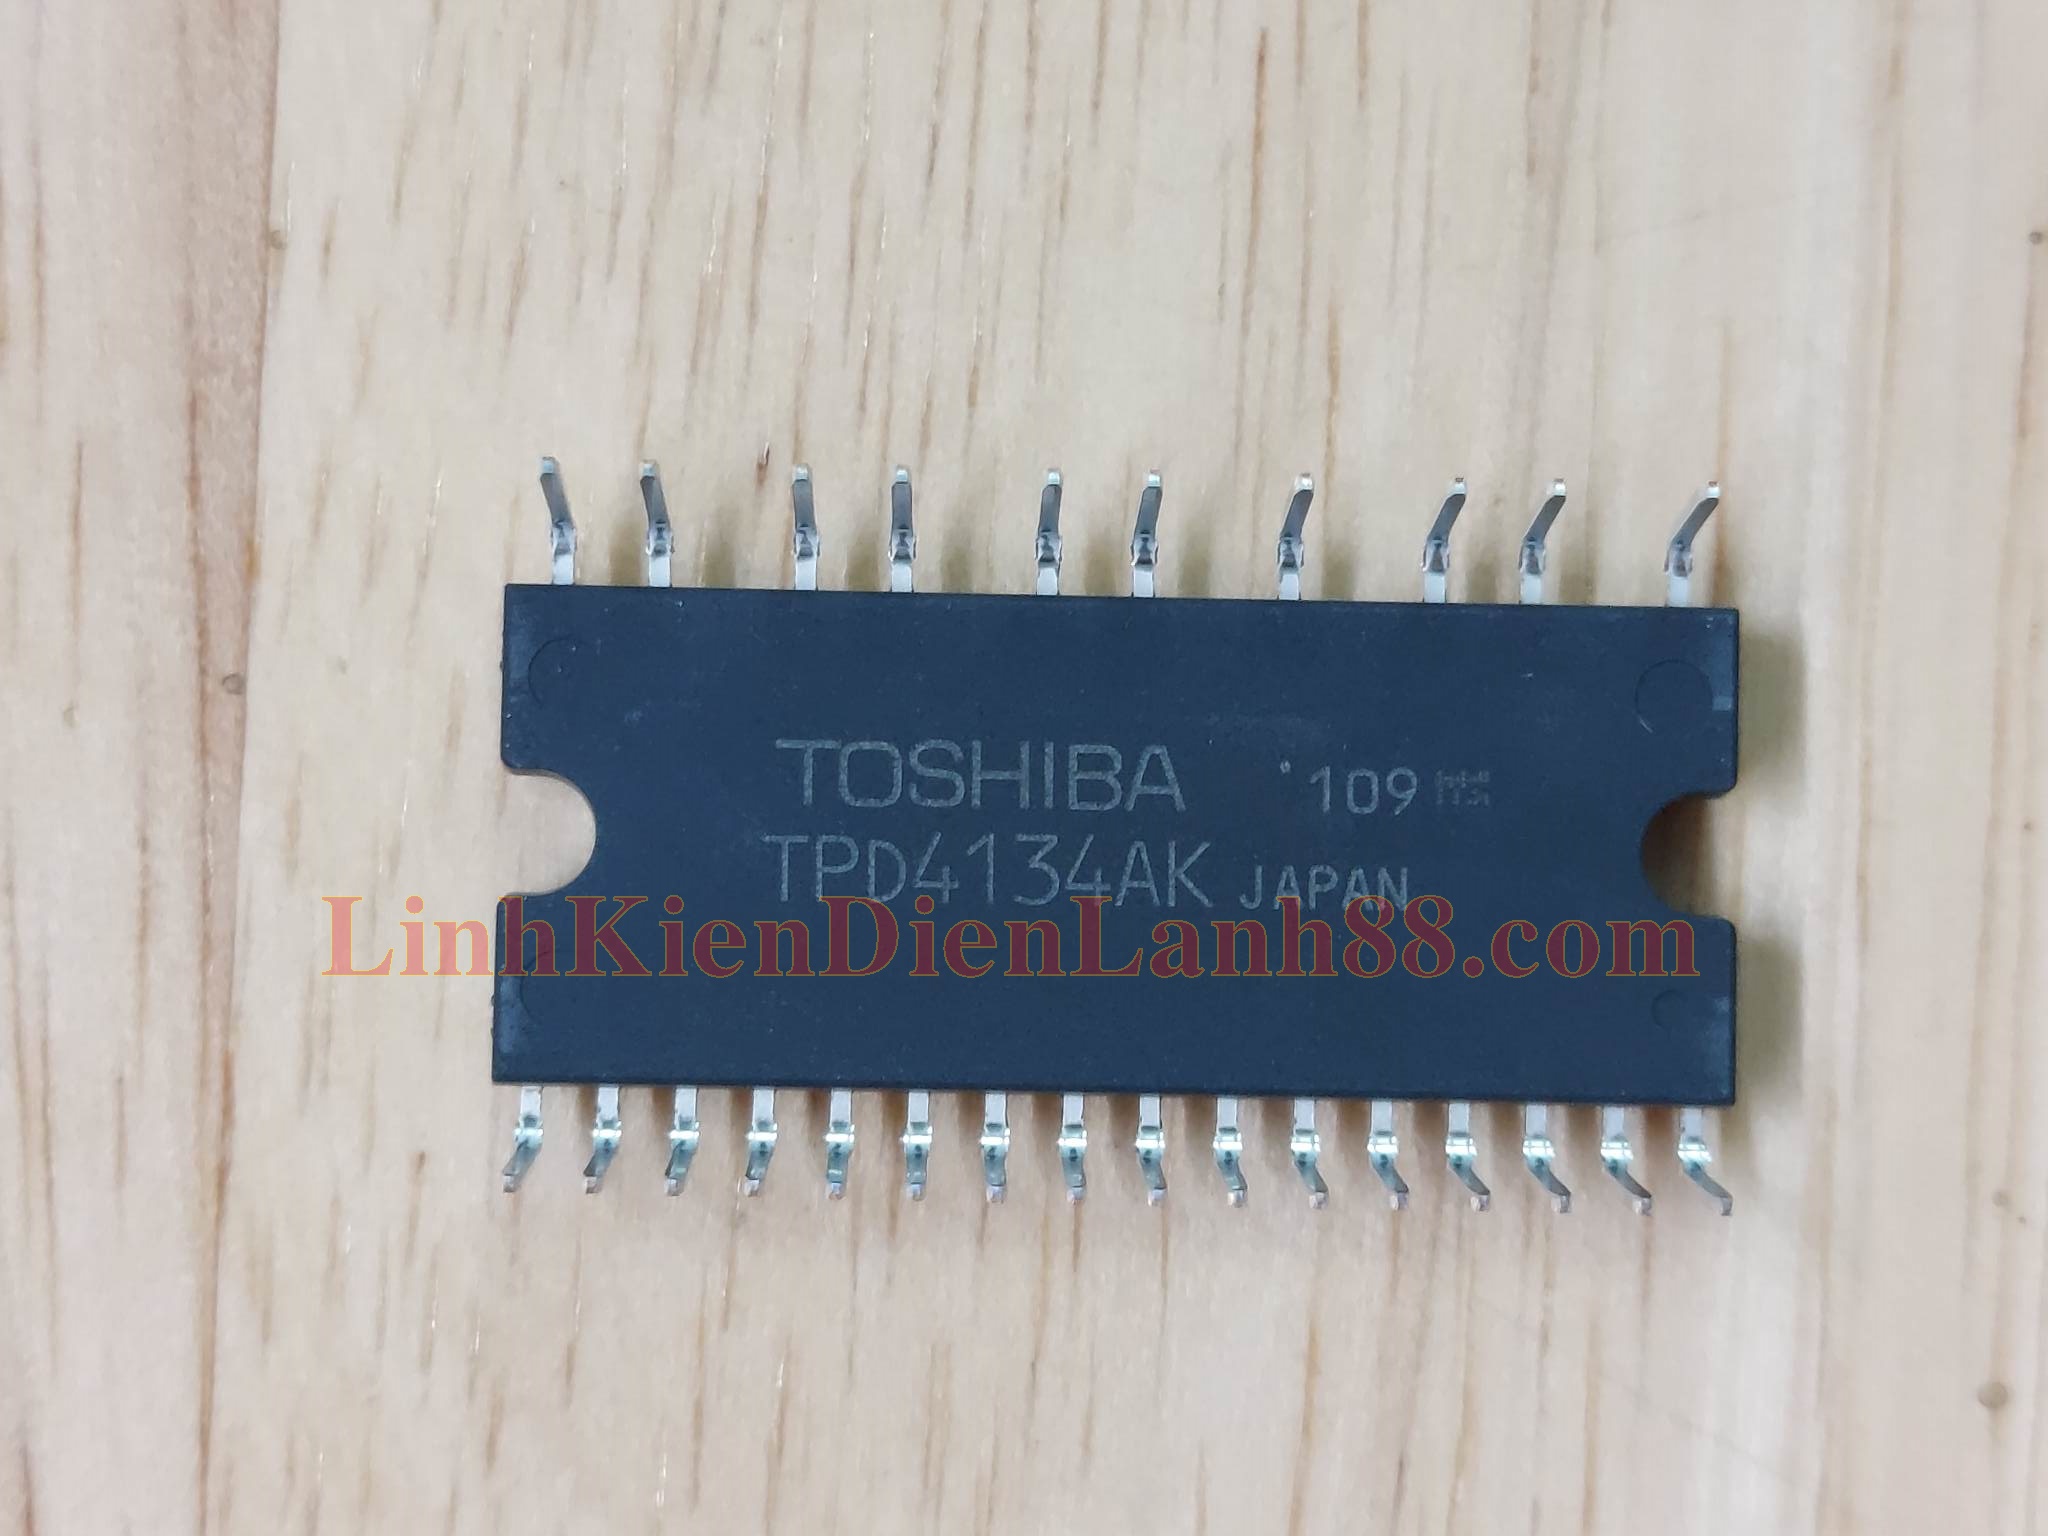 TOSHIBA 109
TPD4134AK JAPAN
LinhKienDienLanh88.com